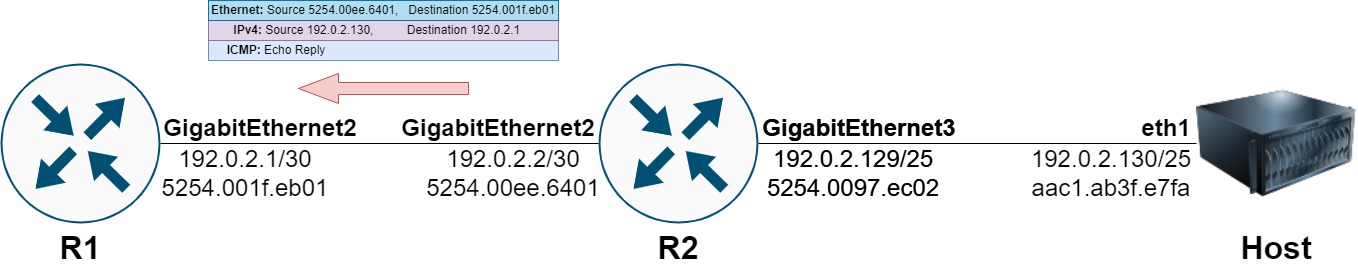 Ethernet: Source 5254.00ee.6401, Destination 5254.001f.eb01
IPv4: Source 192.0.2.130, Destination 192.0.2.1
ICMP: Echo Reply
GigabitEthernet2 GigabitEthernet2 GigabitEthernet3 eth1
192.0.2.1/30 192.0.2.2/30 192.0.2.129/25 192.0.2.130/25
5254.001f.eb01 5254.00ee.6401 5254.0097.ec02 aac1.ab3f.e7fa
R1 R2 Host